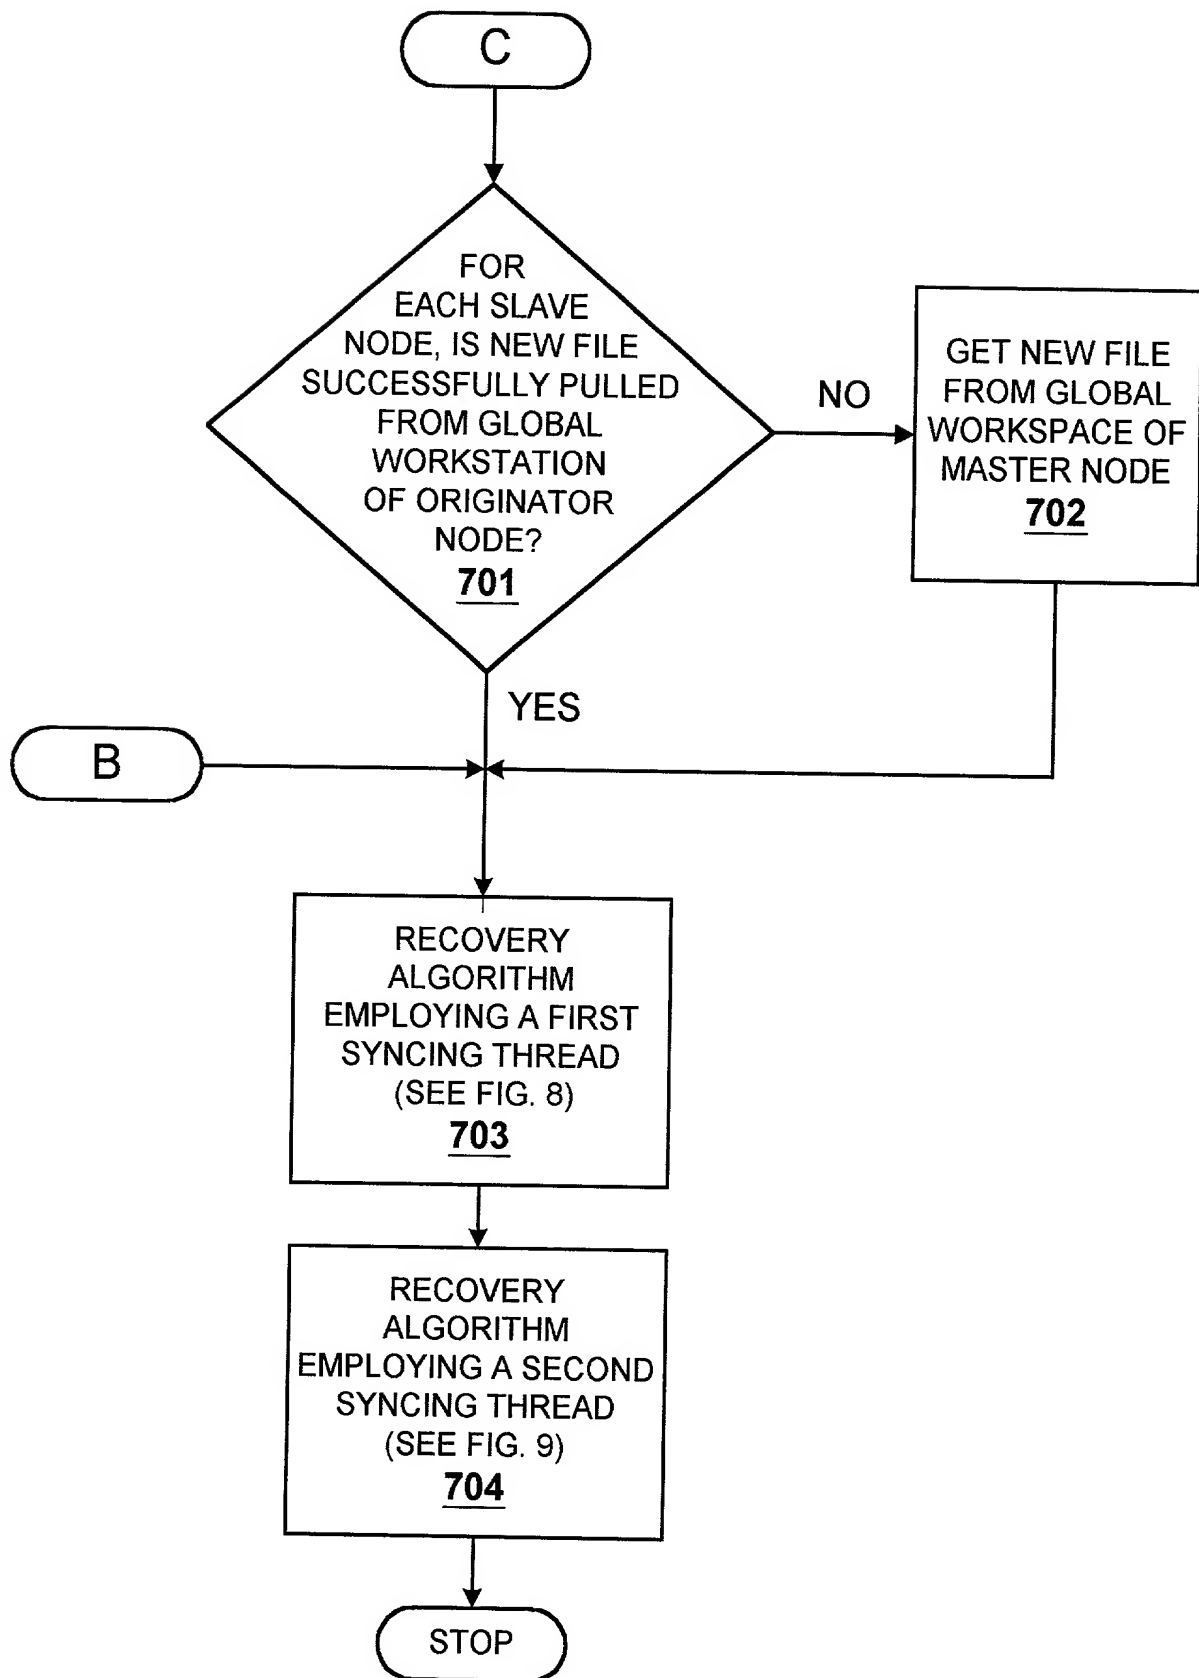 C
FOR
EACH SLAVE
NODE, IS NEW FILE
SUCCESSFULLY PULLED
FROM GLOBAL
WORKSTATION
OF ORIGINATOR
NODE?
701
NO
GET NEW FILE
FROM GLOBAL
WORKSPACE OF
MASTER NODE
702
YES
B
RECOVERY
ALGORITHM
EMPLOYING A FIRST
SYNCING THREAD
(SEE FIG. 8)
703
RECOVERY
ALGORITHM
EMPLOYING A SECOND
SYNCING THREAD
(SEE FIG. 9)
704
STOP